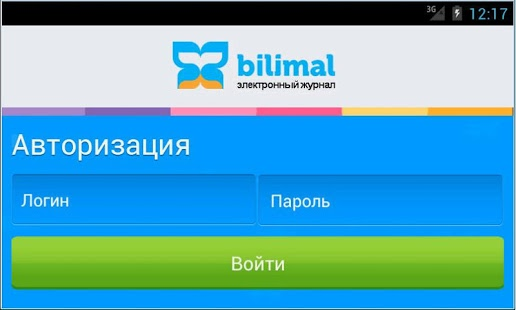 3G 12:17
bilimal
электронный журнал
Авторизация
Логин Пароль
Войти